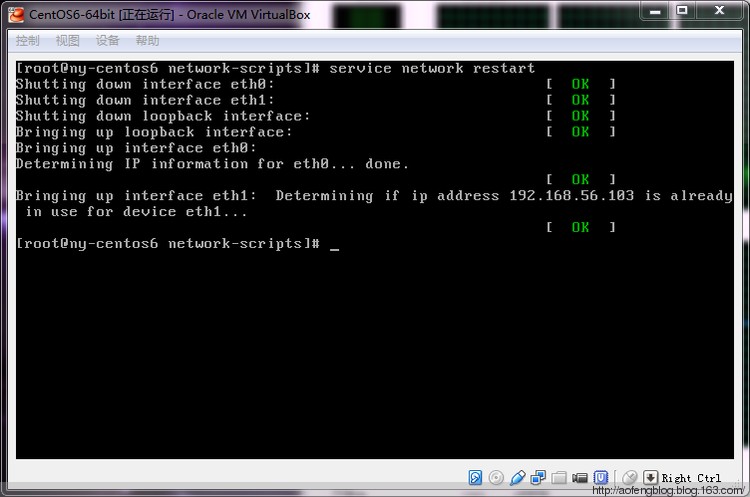 CentOS6-64bit [正在运行] - Oracle VM VirtualBox
控制 视图 设备 帮助
[root@ny-centos6 network-scripts]# service network restart
Shutting down interface eth0: [ OK ]
Shutting down interface eth1: [ OK ]
Shutting down loopback interface: [ OK ]
Bringing up loopback interface: [ OK ]
Bringing up interface eth0:
Determining IP information for eth0... done.
[ OK ]
Bringing up interface eth1: Determining if ip address 192.168.56.103 is already
in use for device eth1...
[ OK ]
[root@ny-centos6 network-scripts]# _
Right Ctrl
http://aofengblog.blog.163.com/